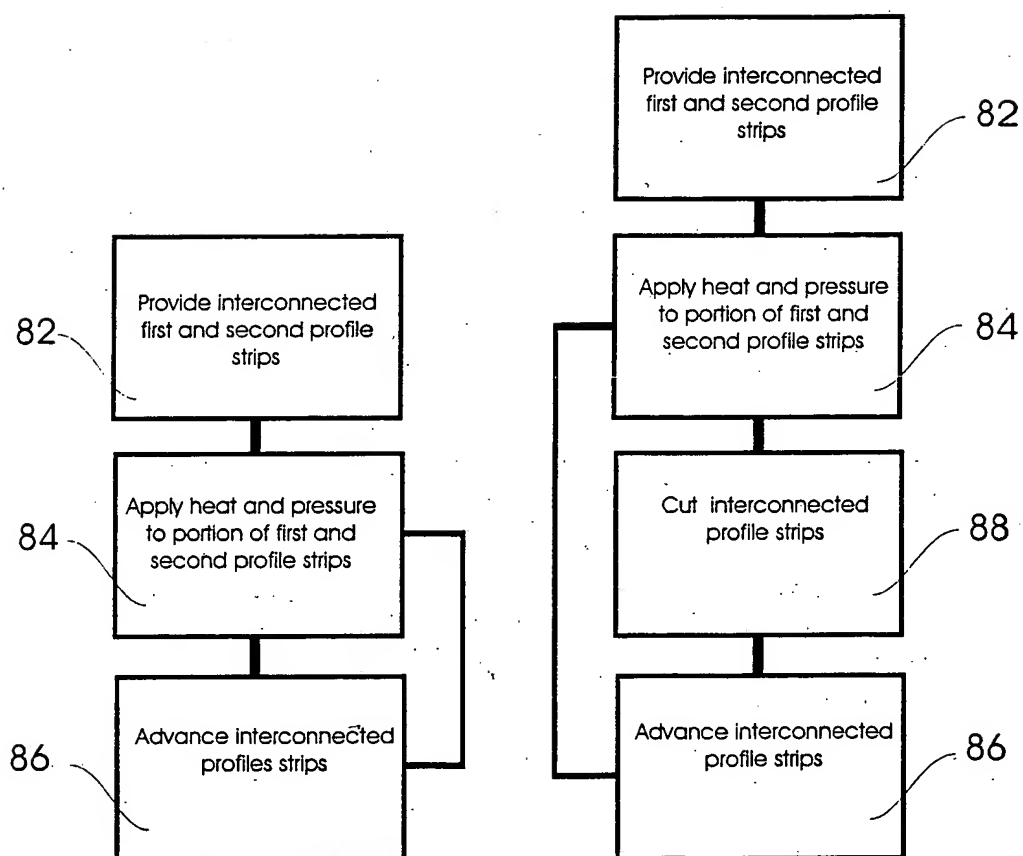 Provide interconnected
first and second profile
strips
82
Apply heat and pressure
to portion of first and
second profile strips
84
Advance interconnected
profiles strips
86
Provide interconnected
first and second profile
strips
82
Apply heat and pressure
to portion of first and
second profile strips
84
Cut interconnected
profile strips
88
Advance interconnected
profile strips
86